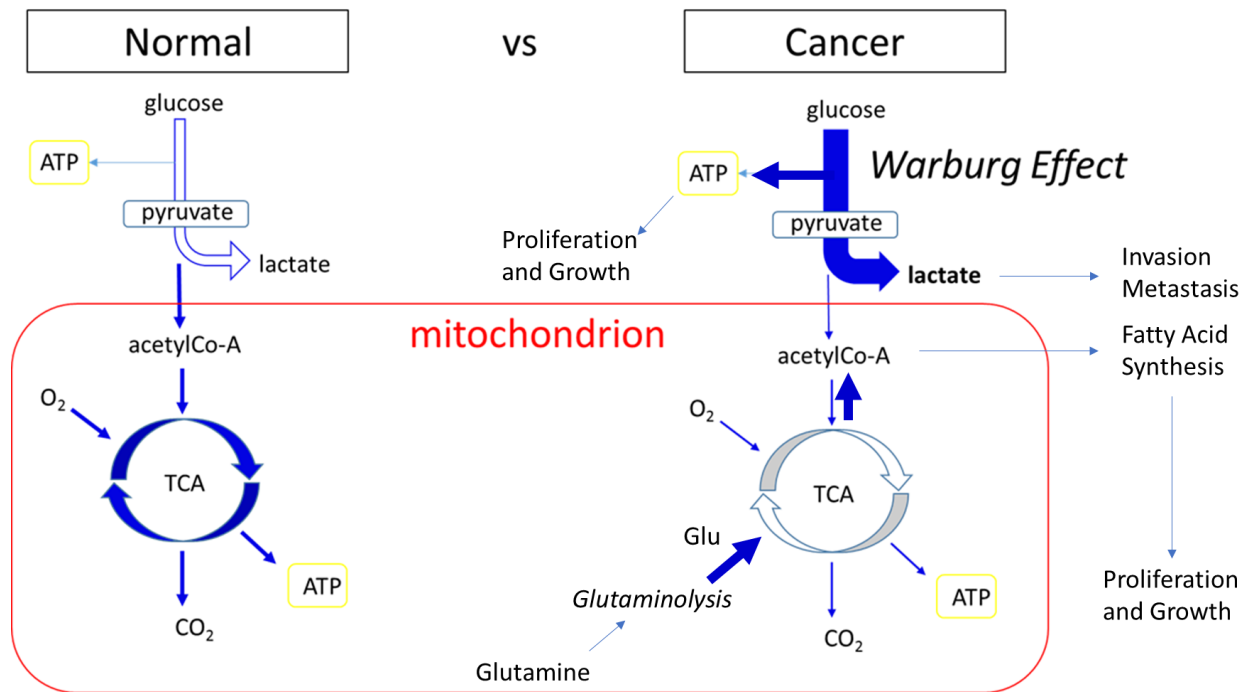 Normal
vs
Cancer
glucose
ATP
pyruvate
lactate
acetylCo-A
O₂
TCA
ATP
CO₂
mitochondrion
glucose
Warburg Effect
ATP
Proliferation
and Growth
pyruvate
lactate
Invasion
Metastasis
acetylCo-A
Fatty Acid
Synthesis
O₂
TCA
Glu
Glutaminolysis
Glutamine
ATP
CO₂
Proliferation
and Growth